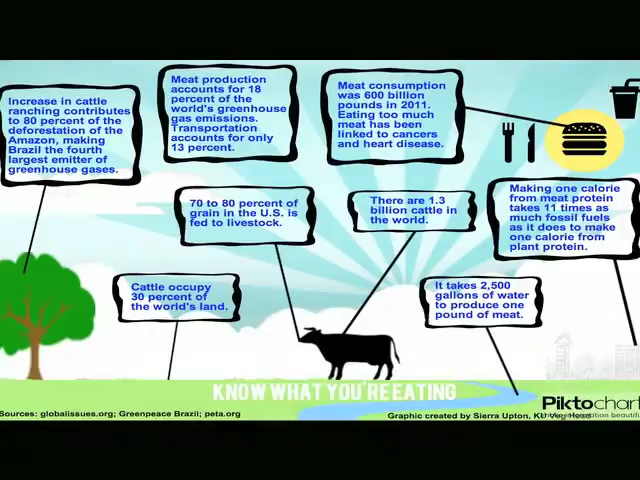 Increase in cattle
ranching contributes
to 80 percent of the
deforestation of the
Amazon, making
Brazil the fourth
largest emitter of
greenhouse gases.
Meat production
accounts for 18
percent of the
world's greenhouse
gas emissions.
Transportation
accounts for only
13 percent.
Meat consumption
was 600 billion
pounds in 2011.
Eating too much
meat has been
linked to cancers
and heart disease.
70 to 80 percent of
grain in the U.S. is
fed to livestock.
There are 1.3
billion cattle in
the world.
Making one calorie
from meat protein
takes 11 times as
much fossil fuels
as it does to make
one calorie from
plant protein.
Cattle occupy
30 percent of
the world's land.
It takes 2,500
gallons of water
to produce one
pound of meat.
KNOW WHAT YOU'RE EATING
Piktochart
Sources: globalissues.org; Greenpeace Brazil; peta.org
Graphic created by Sierra Upton, KU Veg Head